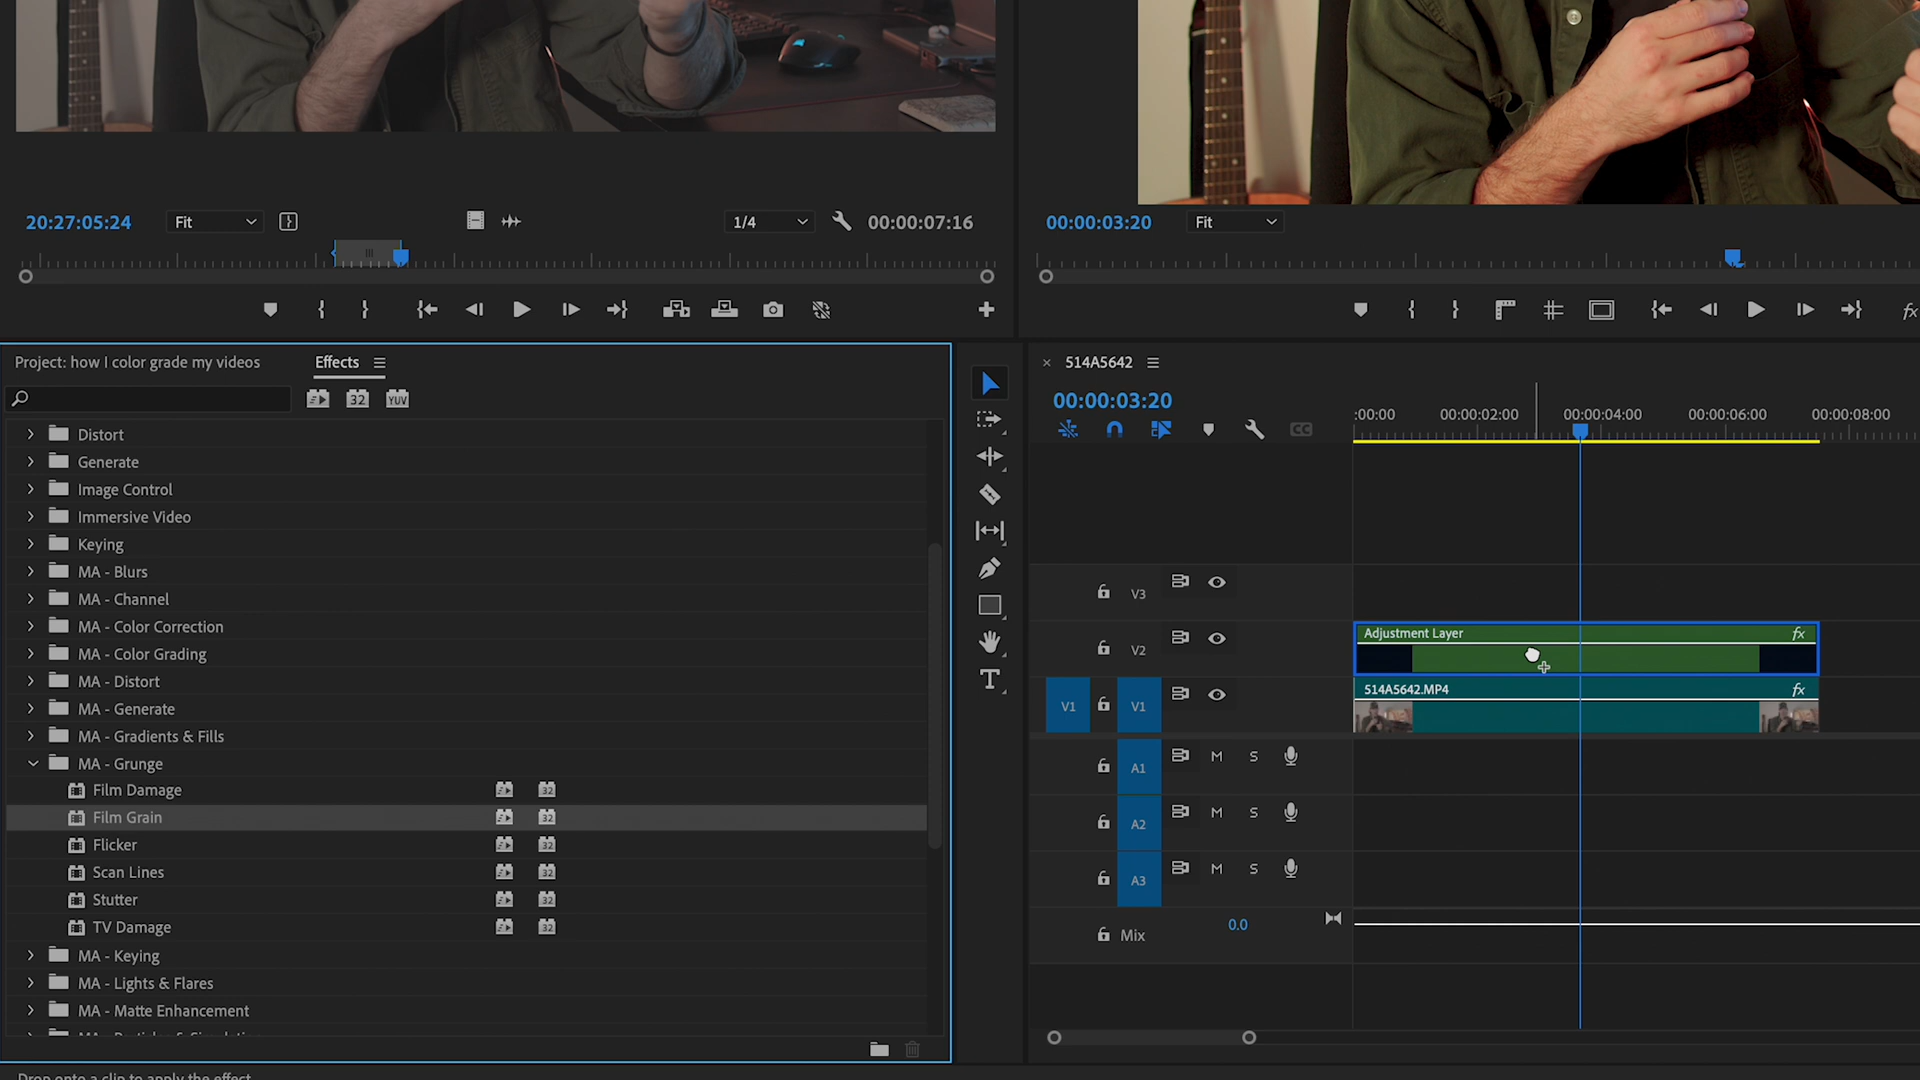 20:27:05:24
Fit
1/4
00:00:07:16
00:00:03:20
Fit
fx
Project: how I color grade my videos
Effects
32
YUV
Distort
Generate
Image Control
Immersive Video
Keying
MA - Blurs
MA - Channel
MA - Color Correction
MA - Color Grading
MA - Distort
MA - Generate
MA - Gradients & Fills
MA - Grunge
Film Damage
32
Film Grain
32
Flicker
32
Scan Lines
32
Stutter
32
TV Damage
32
MA - Keying
MA - Lights & Flares
MA - Matte Enhancement
Drop onto a clip to apply the effect
T
× 514A5642
00:00:03:20
CC
:00:00
00:00:02:00
00:00:04:00
00:00:06:00
00:00:08:00
V3
V2
Adjustment Layer
fx
V1
V1
514A5642.MP4
fx
A1
M
S
A2
M
S
A3
M
S
Mix
0.0